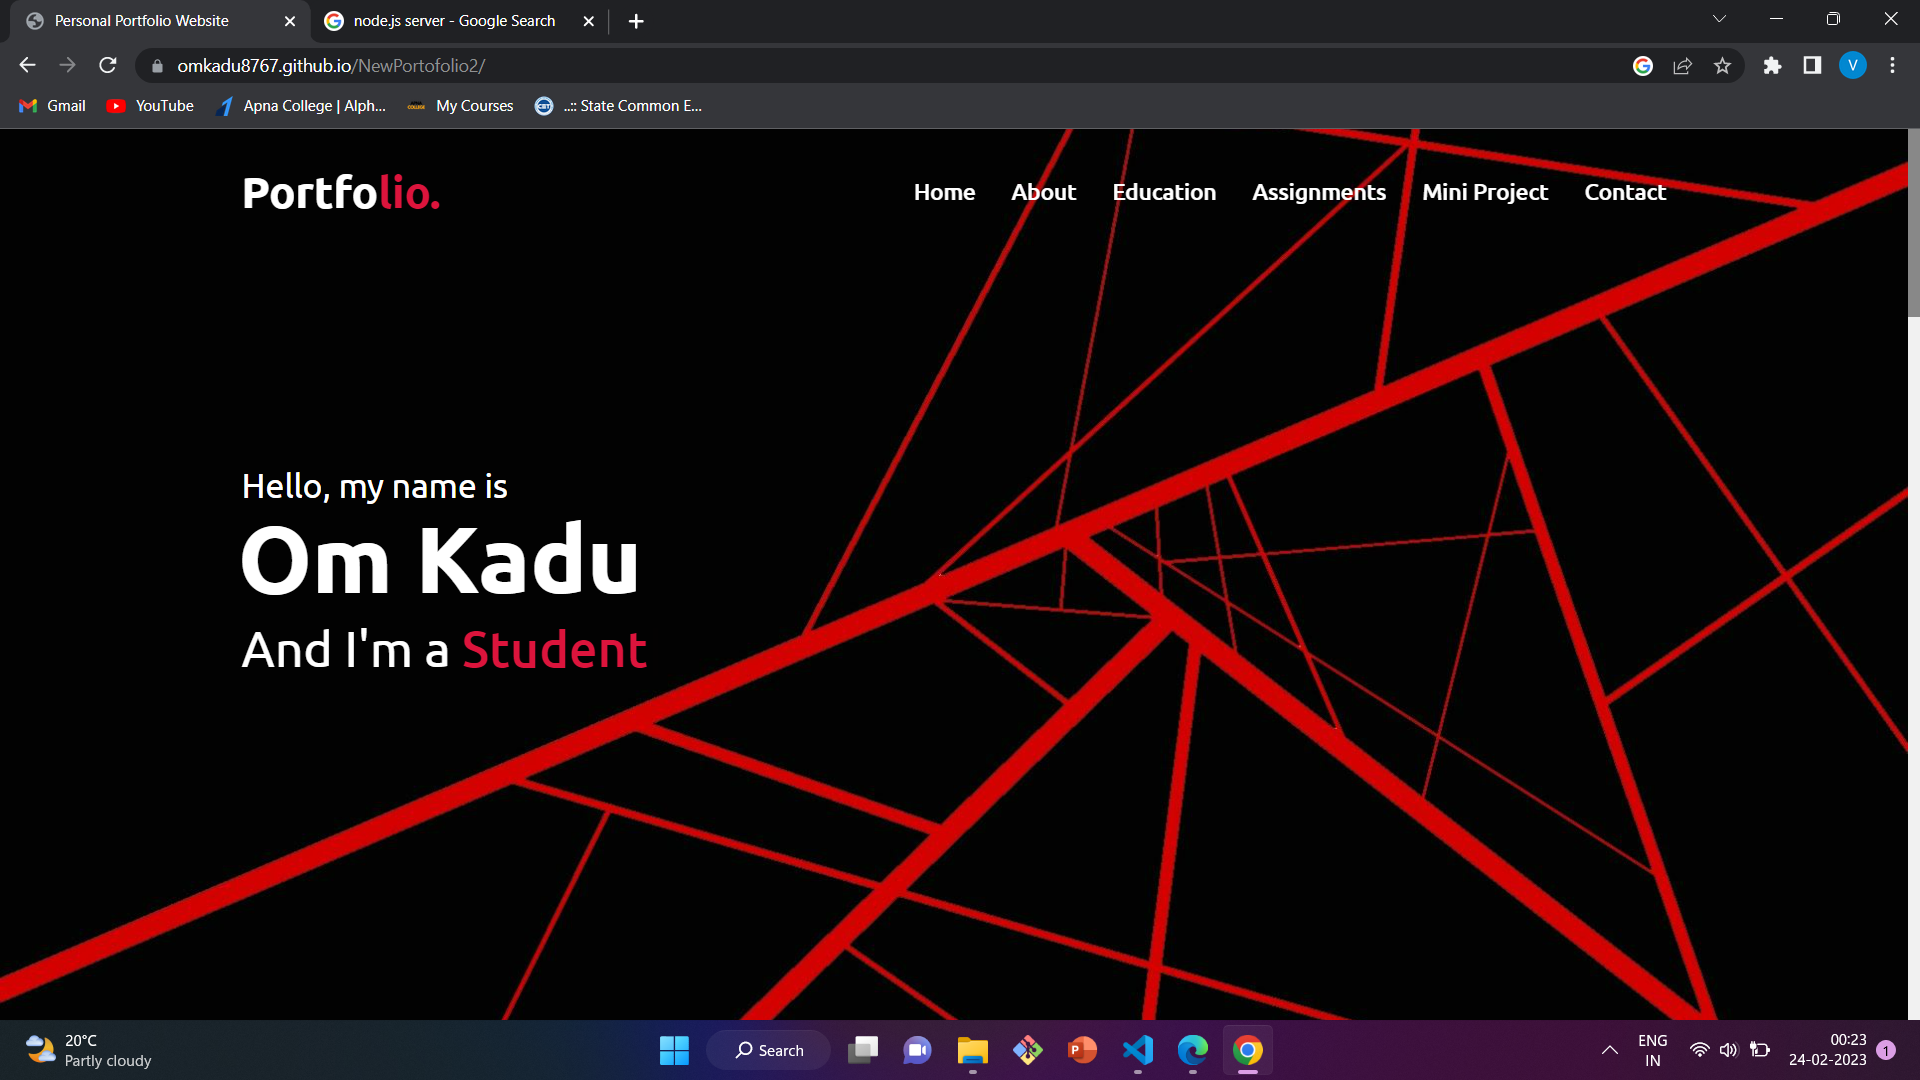 Personal Portfolio Website
node.js server - Google Search
omkadu8767.github.io/NewPortofolio2/
V
Gmail
YouTube
Apna College | Alph...
My Courses
..:: State Common E...
Portfolio.
Home
About
Education
Assignments
Mini Project
Contact
Hello, my name is
Om Kadu
And I'm a Student
20°C
Partly cloudy
Search
ENG
IN
00:23
24-02-2023
1